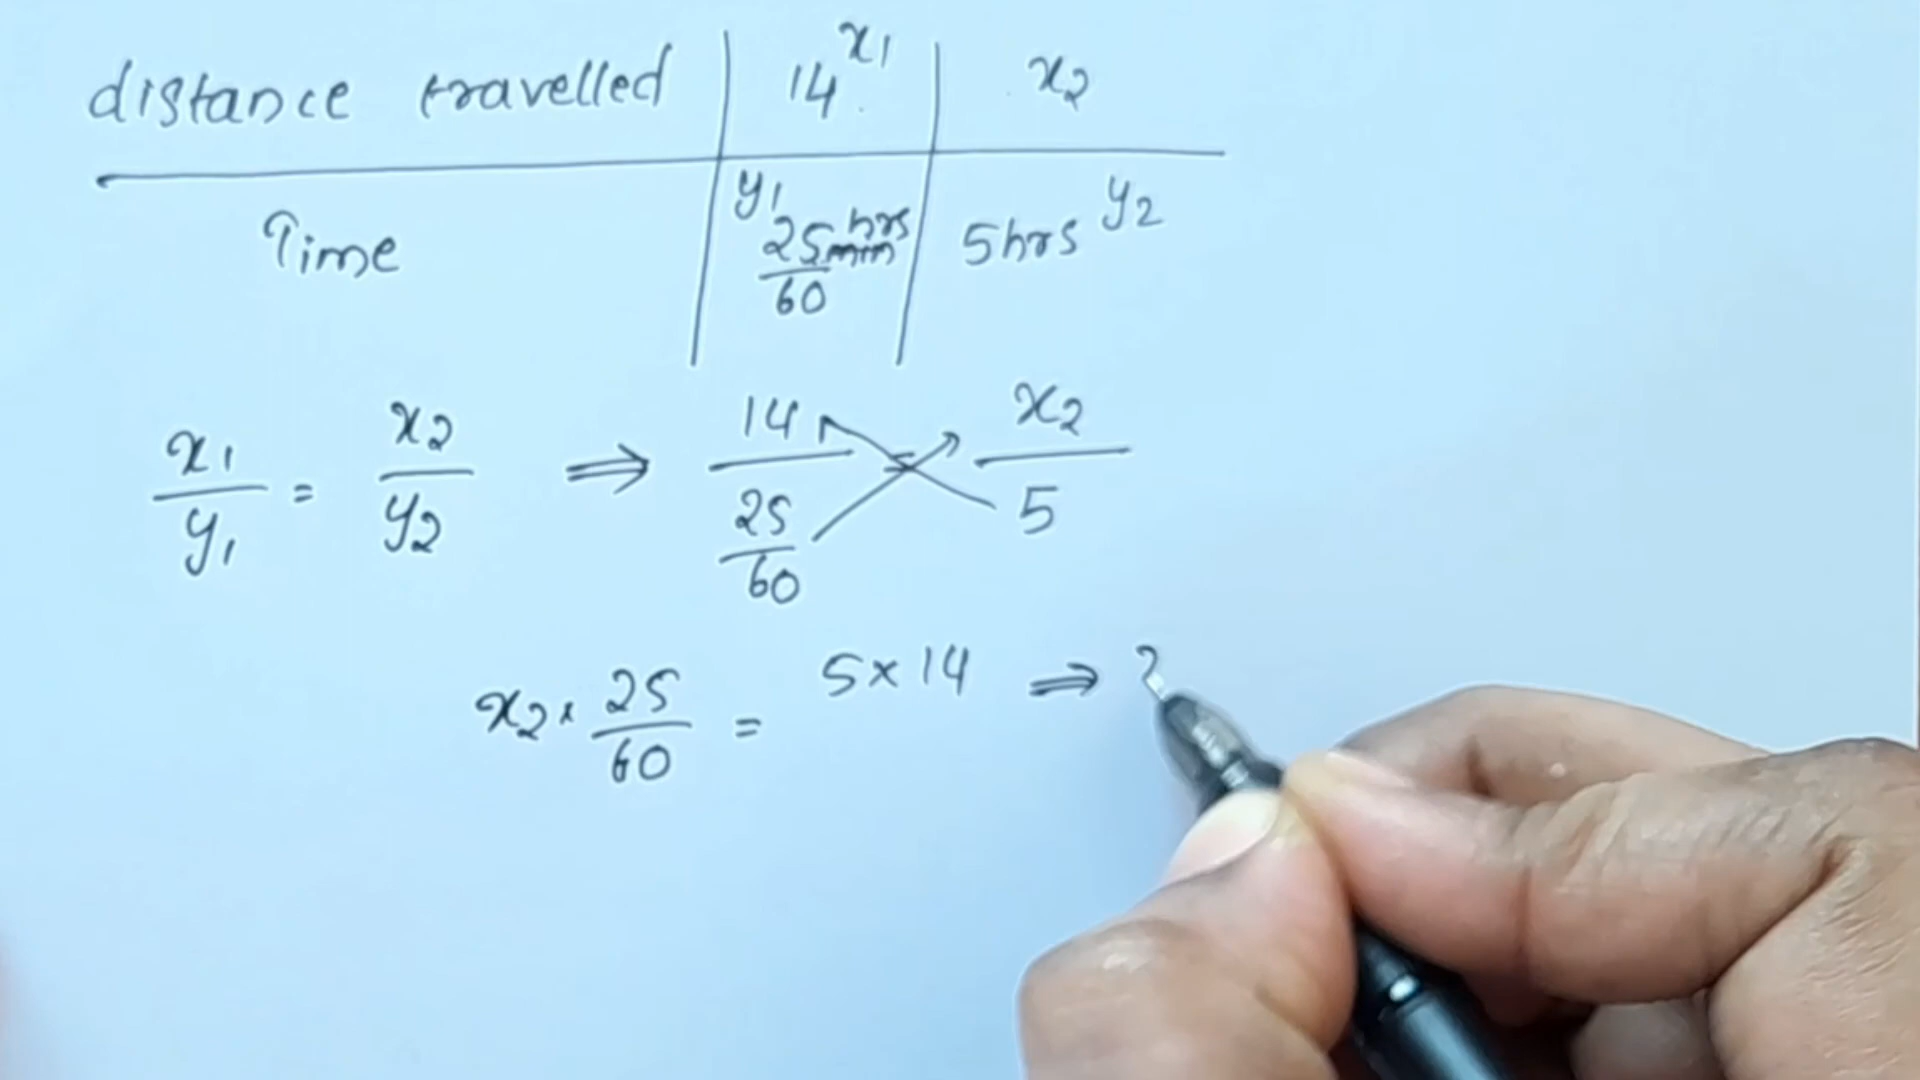 distance travelled | 14 x1 | x2
Time | y1 25/60 hrs | 5hrs y2
x1/y1 = x2/y2 ⇒ 14/(25/60) = x2/5
x2 × 25/60 = 5 × 14 ⇒